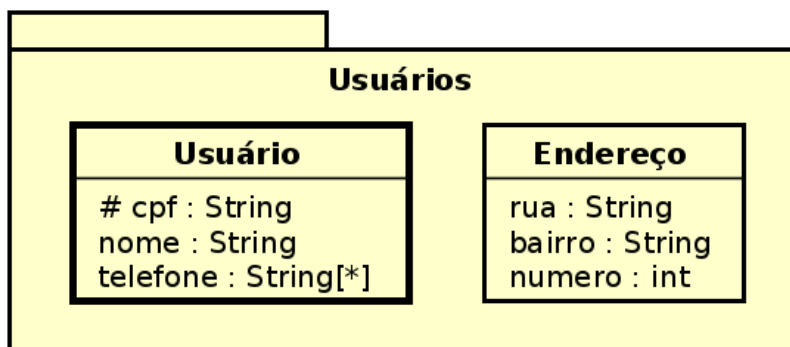 Usuários
Usuário
# cpf : String
nome : String
telefone : String[*]
Endereço
rua : String
bairro : String
numero : int